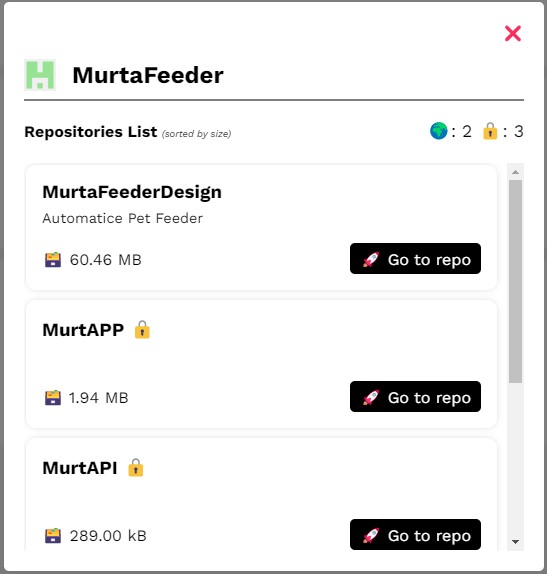 MurtaFeeder
Repositories List (sorted by size)
: 2 : 3
MurtaFeederDesign
Automatice Pet Feeder
60.46 MB
Go to repo
MurtAPP
1.94 MB
Go to repo
MurtAPI
289.00 kB
Go to repo